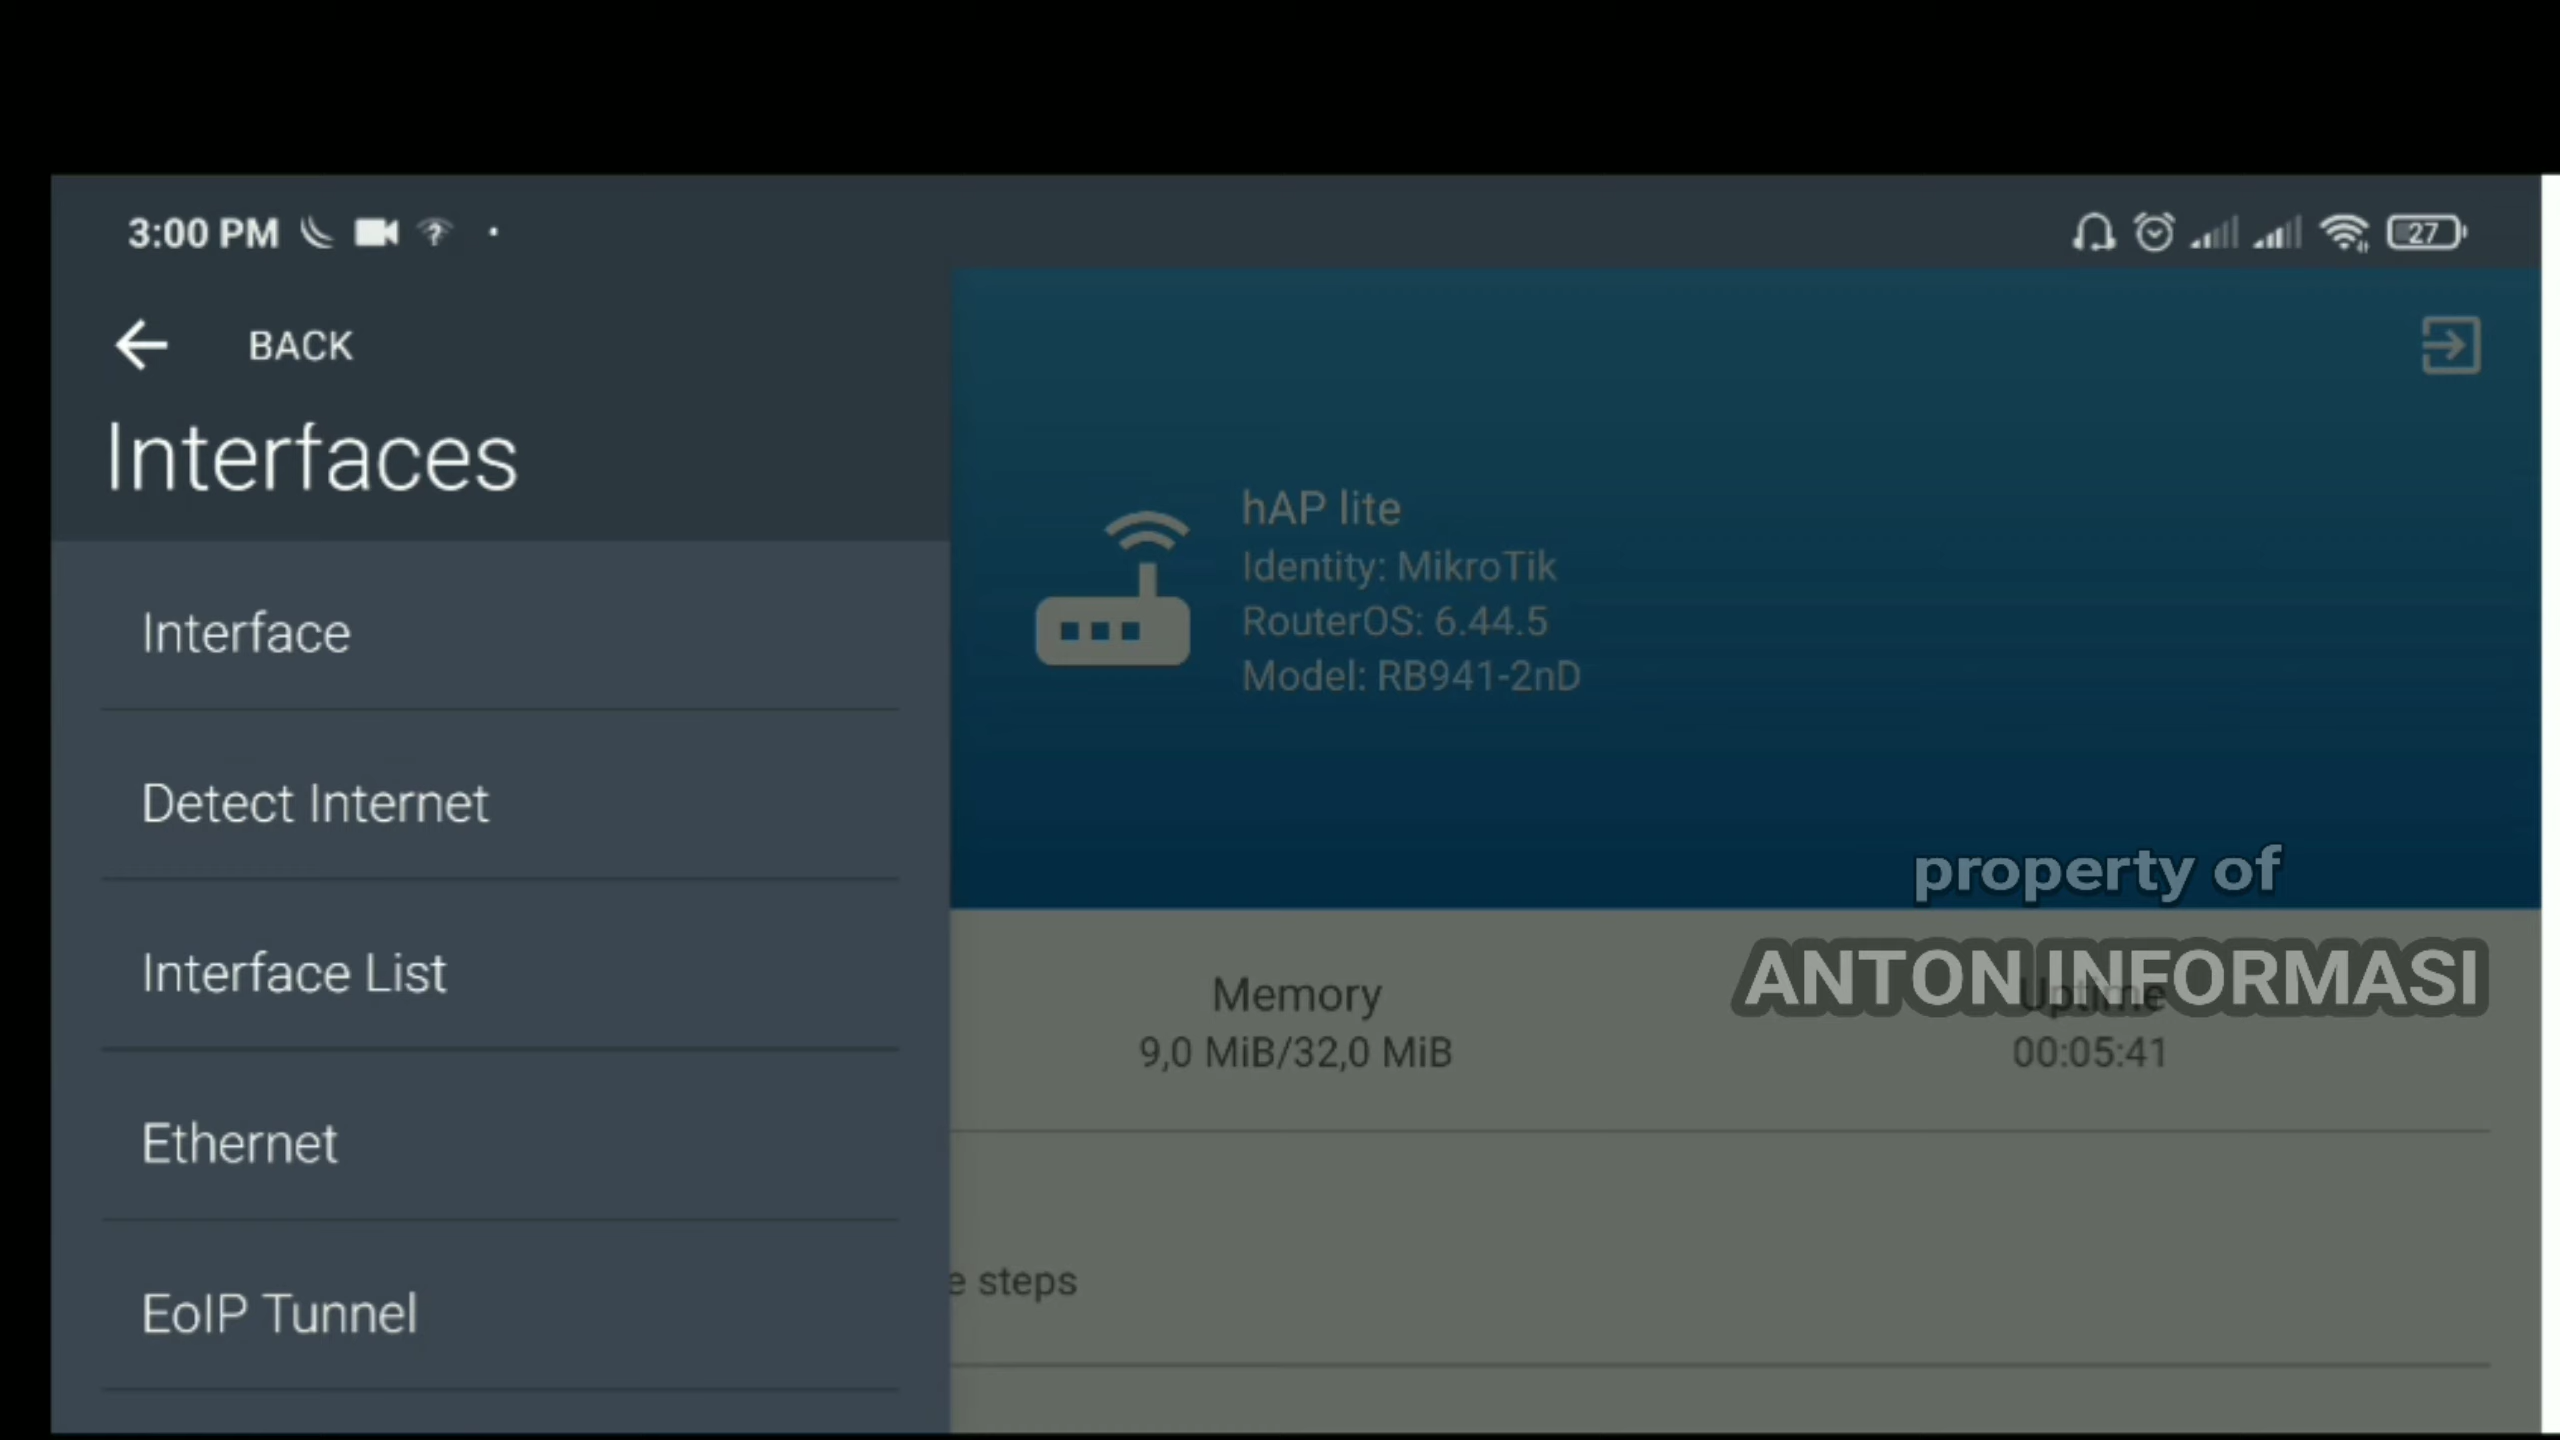 3:00 PM
27
BACK
Interfaces
Interface
Detect Internet
Interface List
Ethernet
EoIP Tunnel
hAP lite
Identity: MikroTik
RouterOS: 6.44.5
Model: RB941-2nD
property of
ANTON INFORMASI
Memory
9,0 MiB/32,0 MiB
Uptime
00:05:41
e steps